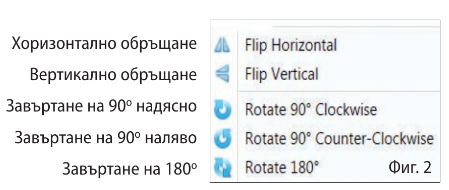 Хоризонтално обръщане Flip Horizontal
Вертикално обръщане Flip Vertical
Завъртане на 90º надясно Rotate 90° Clockwise
Завъртане на 90º наляво Rotate 90° Counter-Clockwise
Завъртане на 180º Rotate 180° Фиг. 2